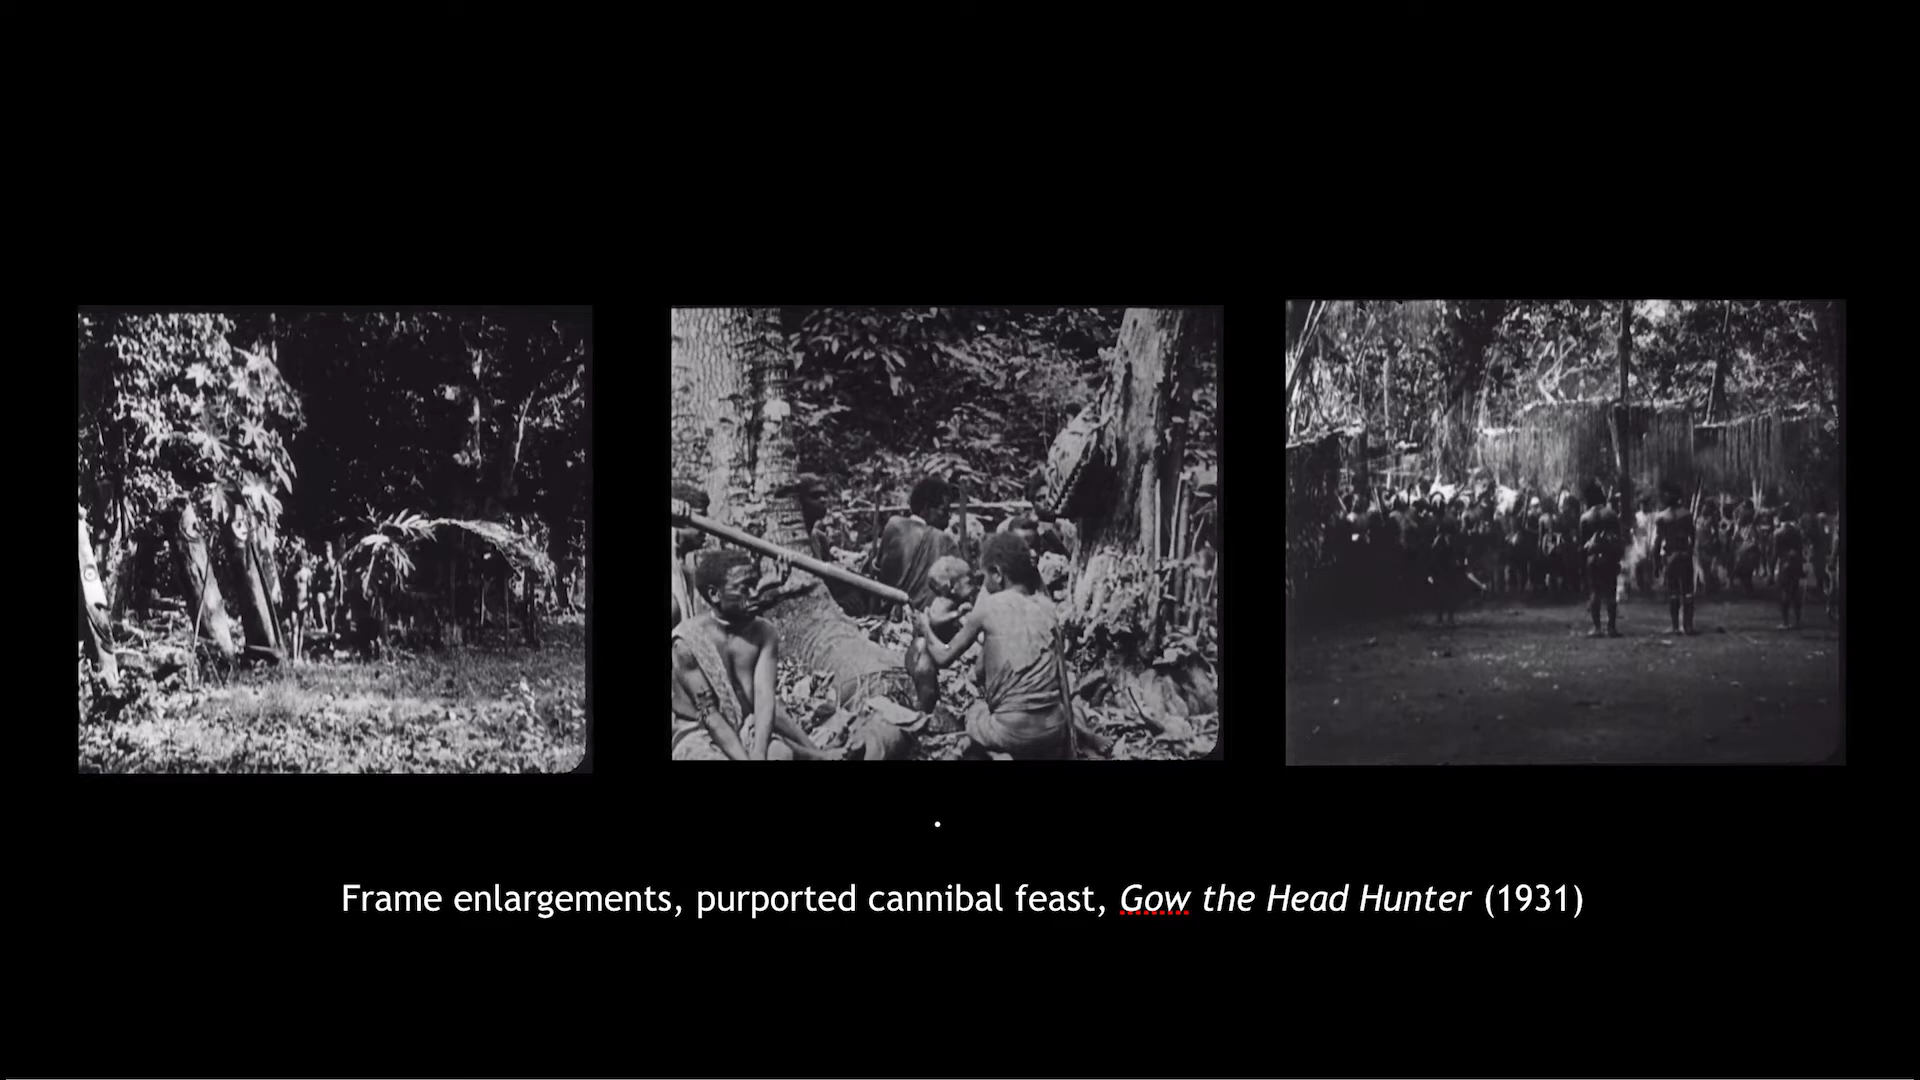 Frame enlargements, purported cannibal feast, Gow the Head Hunter (1931)